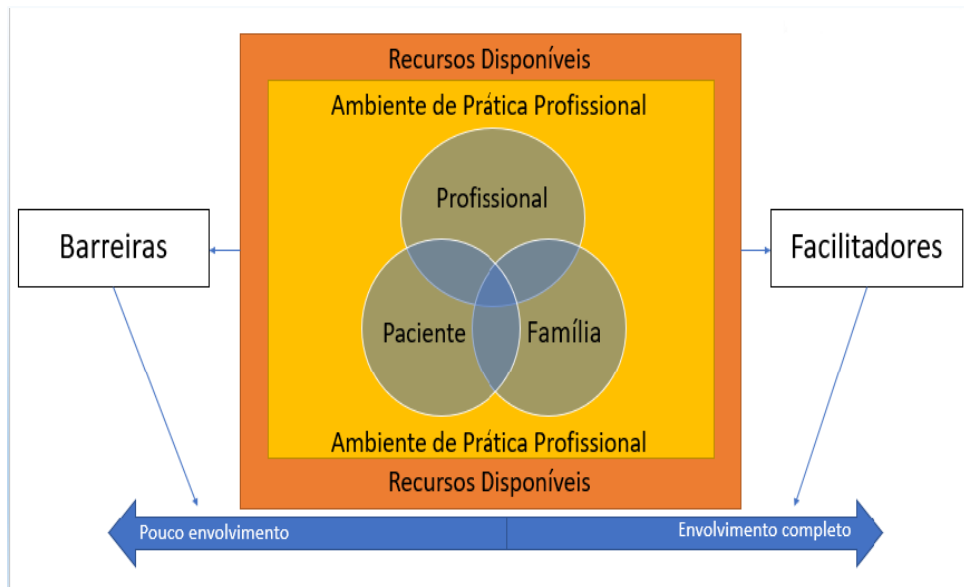 Recursos Disponíveis
Ambiente de Prática Profissional
Profissional
Barreiras
Facilitadores
Paciente
Família
Ambiente de Prática Profissional
Recursos Disponíveis
Pouco envolvimento
Envolvimento completo